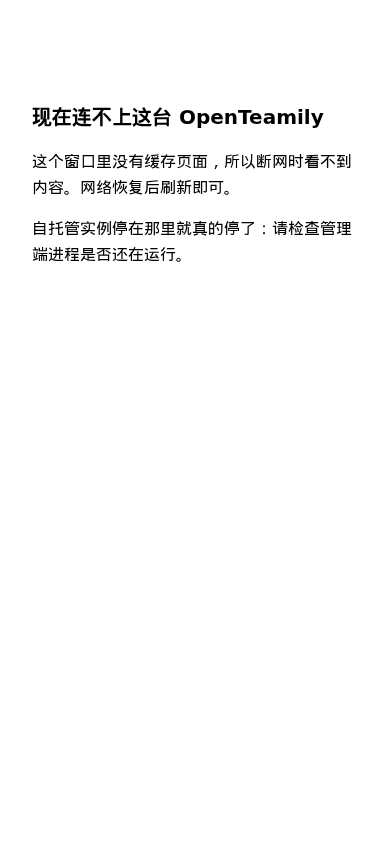 现在连不上这台 OpenTeamily
这个窗口里没有缓存页面，所以断网时看不到
内容。网络恢复后刷新即可。
自托管实例停在那里就真的停了：请检查管理
端进程是否还在运行。